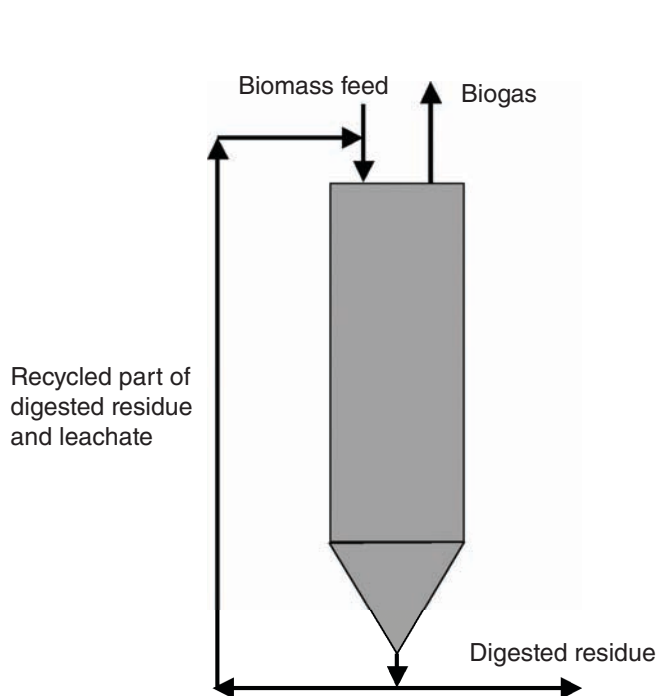 Biomass feed
Biogas
Recycled part of
digested residue
and leachate
Digested residue